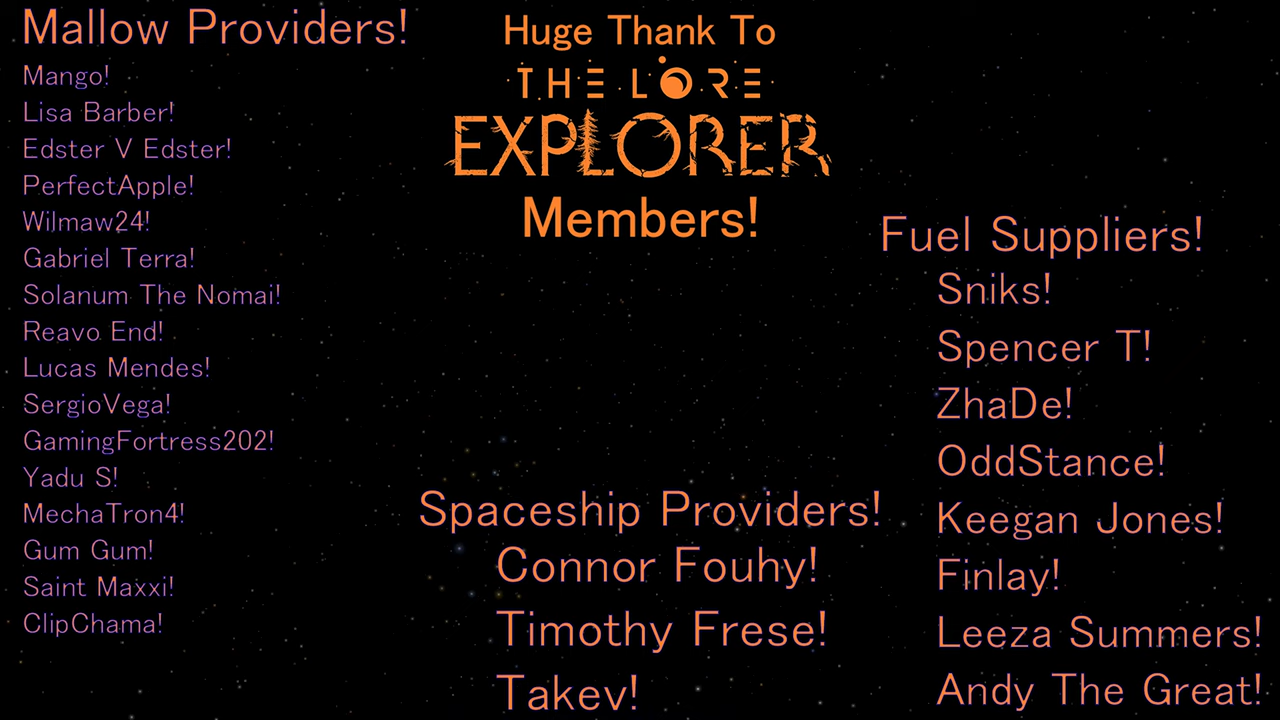 Mallow Providers!
Mango!
Lisa Barber!
Edster V Edster!
PerfectApple!
Wilmaw24!
Gabriel Terra!
Solanum The Nomai!
Reavo End!
Lucas Mendes!
SergioVega!
GamingFortress202!
Yadu S!
MechaTron4!
Gum Gum!
Saint Maxxi!
ClipChama!
Huge Thank To
THE LORE
EXPLORER
Members!
Spaceship Providers!
Connor Fouhy!
Timothy Frese!
Takev!
Fuel Suppliers!
Sniks!
Spencer T!
ZhaDe!
OddStance!
Keegan Jones!
Finlay!
Leeza Summers!
Andy The Great!